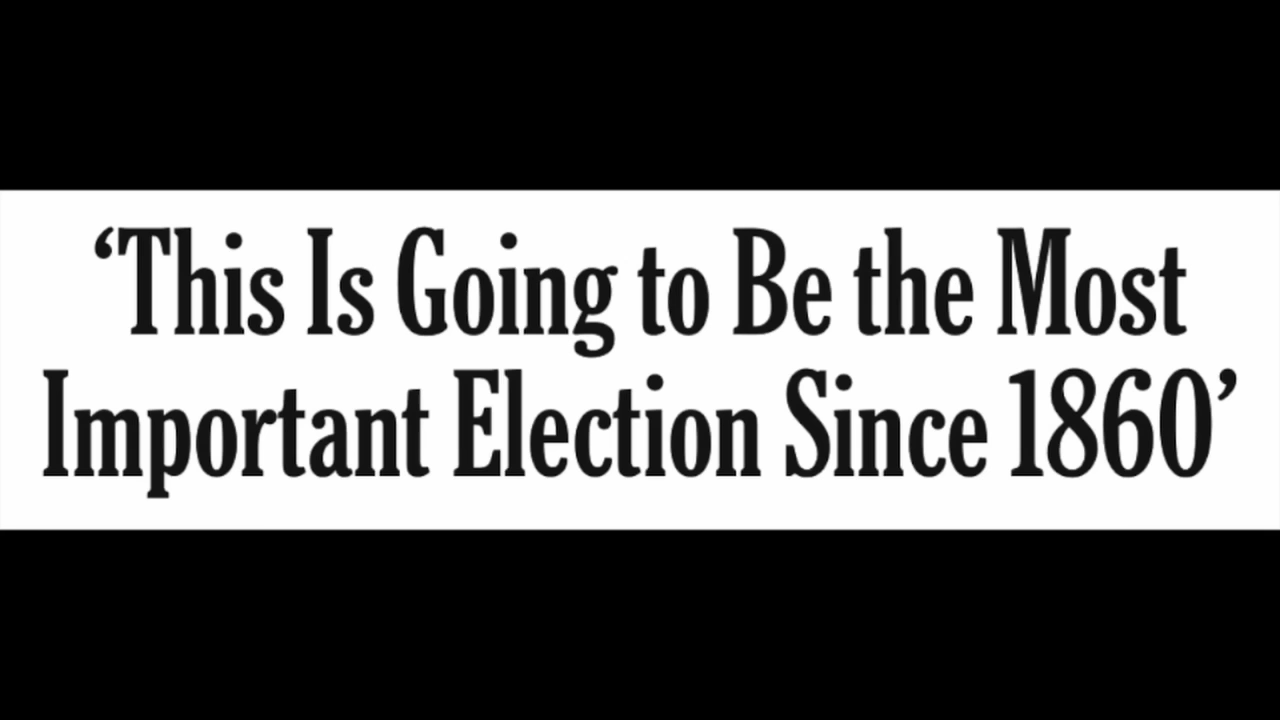 ‘This Is Going to Be the Most
Important Election Since 1860’